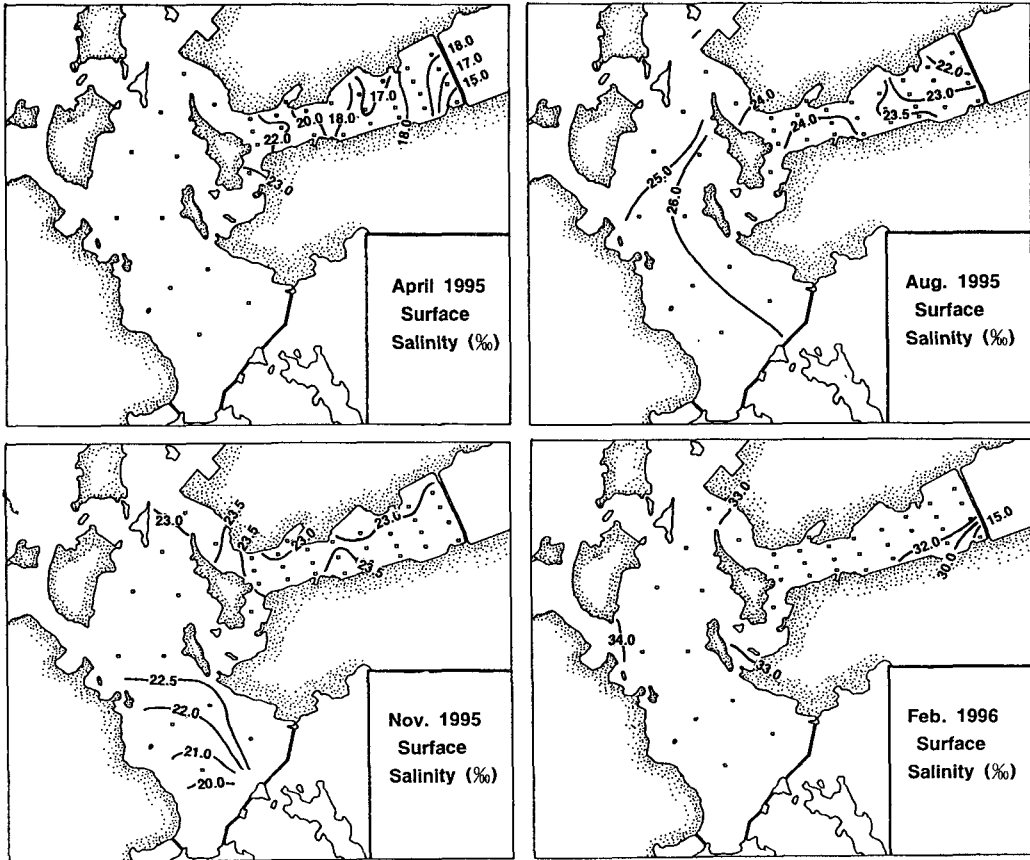 18.0
17.0
15.0
17.0
20.0
18.0
18.0
22.0
23.0
April 1995
Surface
Salinity (‰)
22.0
24.0
23.0
24.0
23.5
25.0
26.0
Aug. 1995
Surface
Salinity (‰)
23.5
23.0
23.0
23.0
23.5
22.5
22.0
21.0
20.0
Nov. 1995
Surface
Salinity (‰)
33.0
15.0
32.0
30.0
34.0
33.0
Feb. 1996
Surface
Salinity (‰)